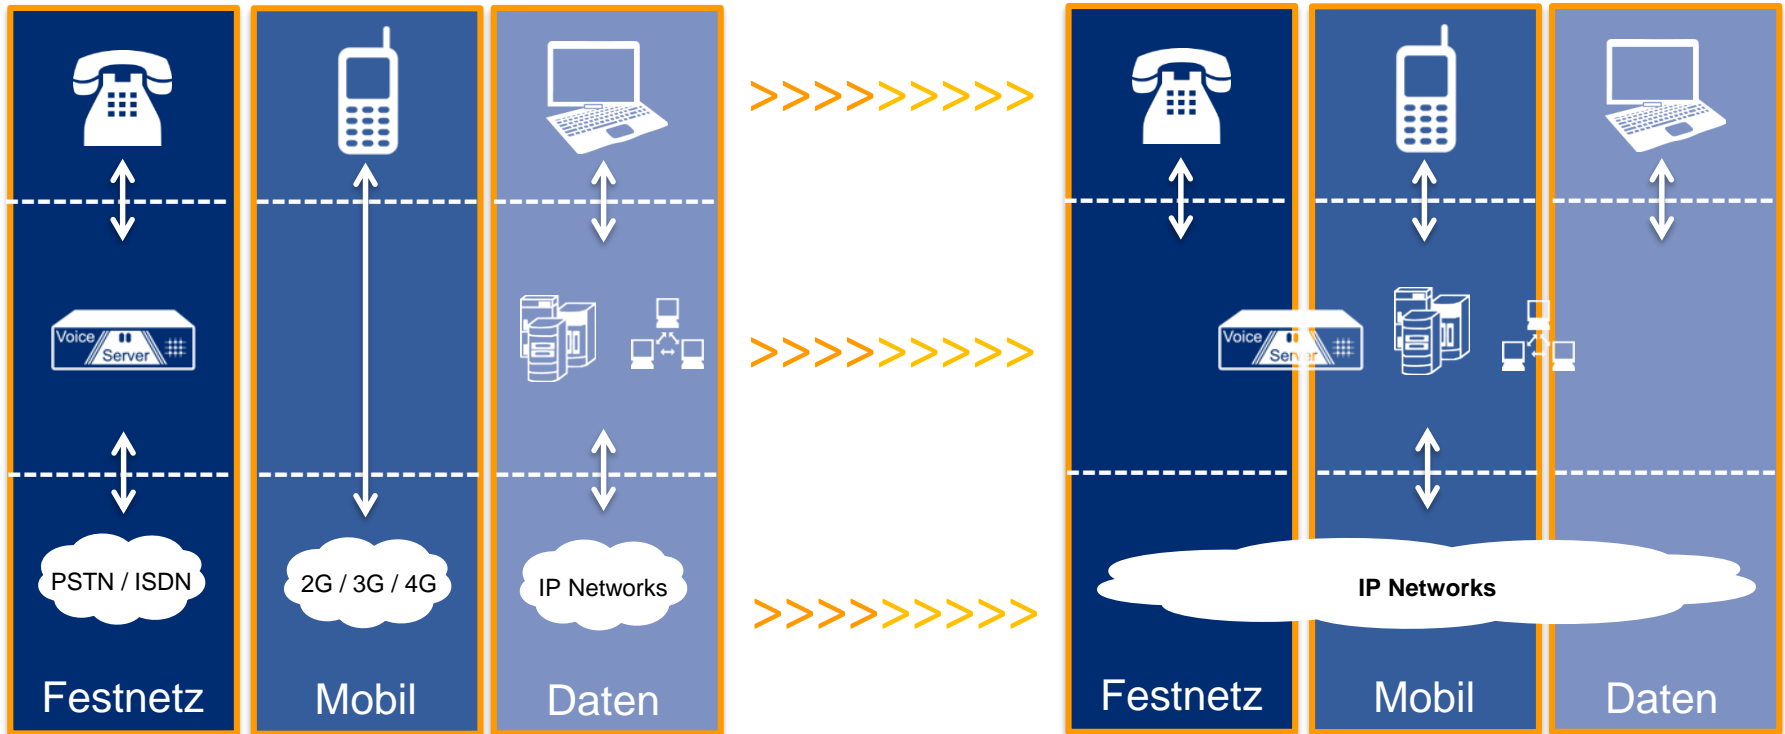 Voice
Server
PSTN / ISDN
2G / 3G / 4G
IP Networks
Festnetz
Mobil
Daten
>>>>>>>>>
>>>>>>>>>
>>>>>>>>>
Voice
Server
IP Networks
Festnetz
Mobil
Daten